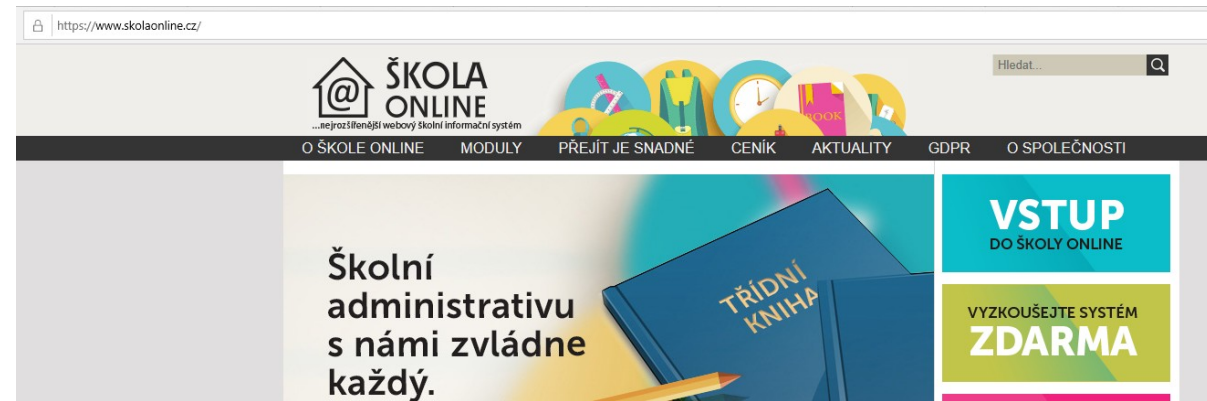 https://www.skolaonline.cz/
ŠKOLA
ONLINE
...nejrozšířenější webový školní informační systém
BOOK
Hledat...
O ŠKOLE ONLINE MODULY PŘEJÍT JE SNADNÉ CENÍK AKTUALITY GDPR O SPOLEČNOSTI
Školní
administrativu
s námi zvládne
každý.
TŘÍDNÍ
KNIHA
VSTUP
DO ŠKOLY ONLINE
VYZKOUŠEJTE SYSTÉM
ZDARMA